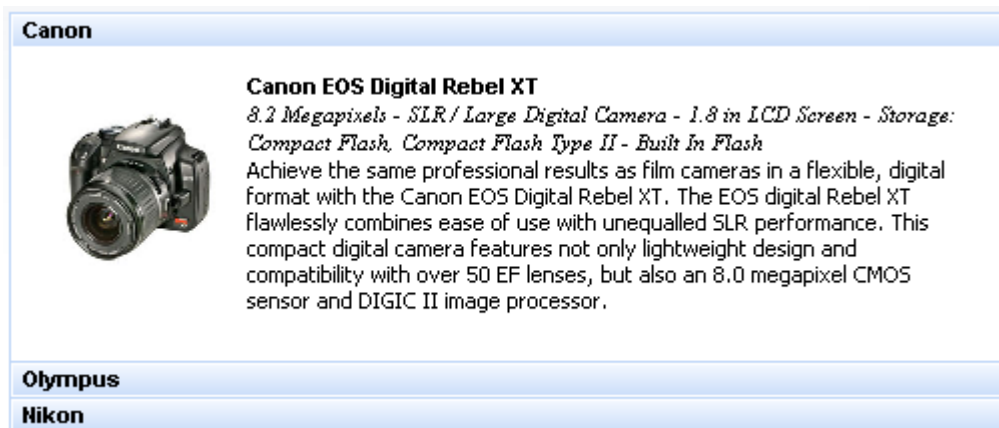 Canon
Canon EOS Digital Rebel XT
8.2 Megapixels - SLR / Large Digital Camera - 1.8 in LCD Screen - Storage:
Compact Flash, Compact Flash Type II - Built In Flash
Achieve the same professional results as film cameras in a flexible, digital
format with the Canon EOS Digital Rebel XT. The EOS digital Rebel XT
flawlessly combines ease of use with unequalled SLR performance. This
compact digital camera features not only lightweight design and
compatibility with over 50 EF lenses, but also an 8.0 megapixel CMOS
sensor and DIGIC II image processor.
Olympus
Nikon